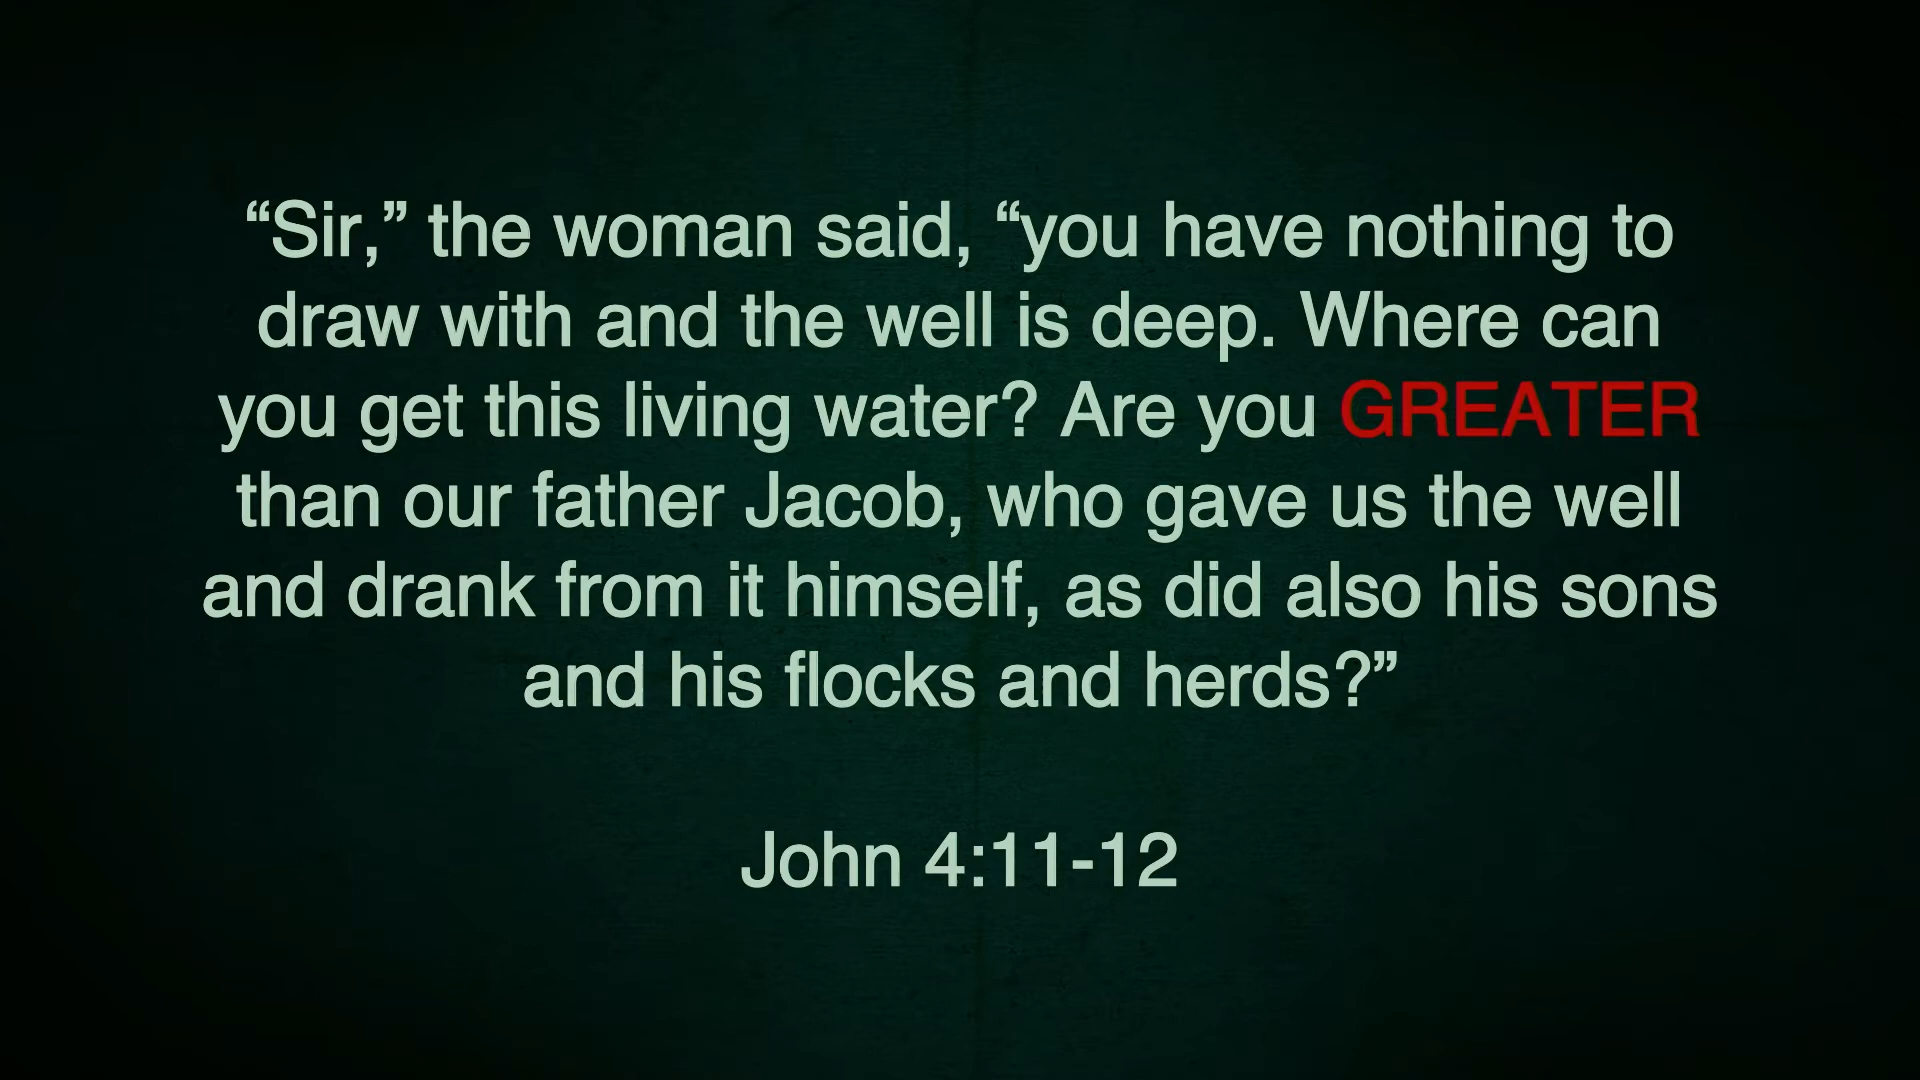 “Sir,” the woman said, “you have nothing to
draw with and the well is deep. Where can
you get this living water? Are you GREATER
than our father Jacob, who gave us the well
and drank from it himself, as did also his sons
and his flocks and herds?”
John 4:11-12